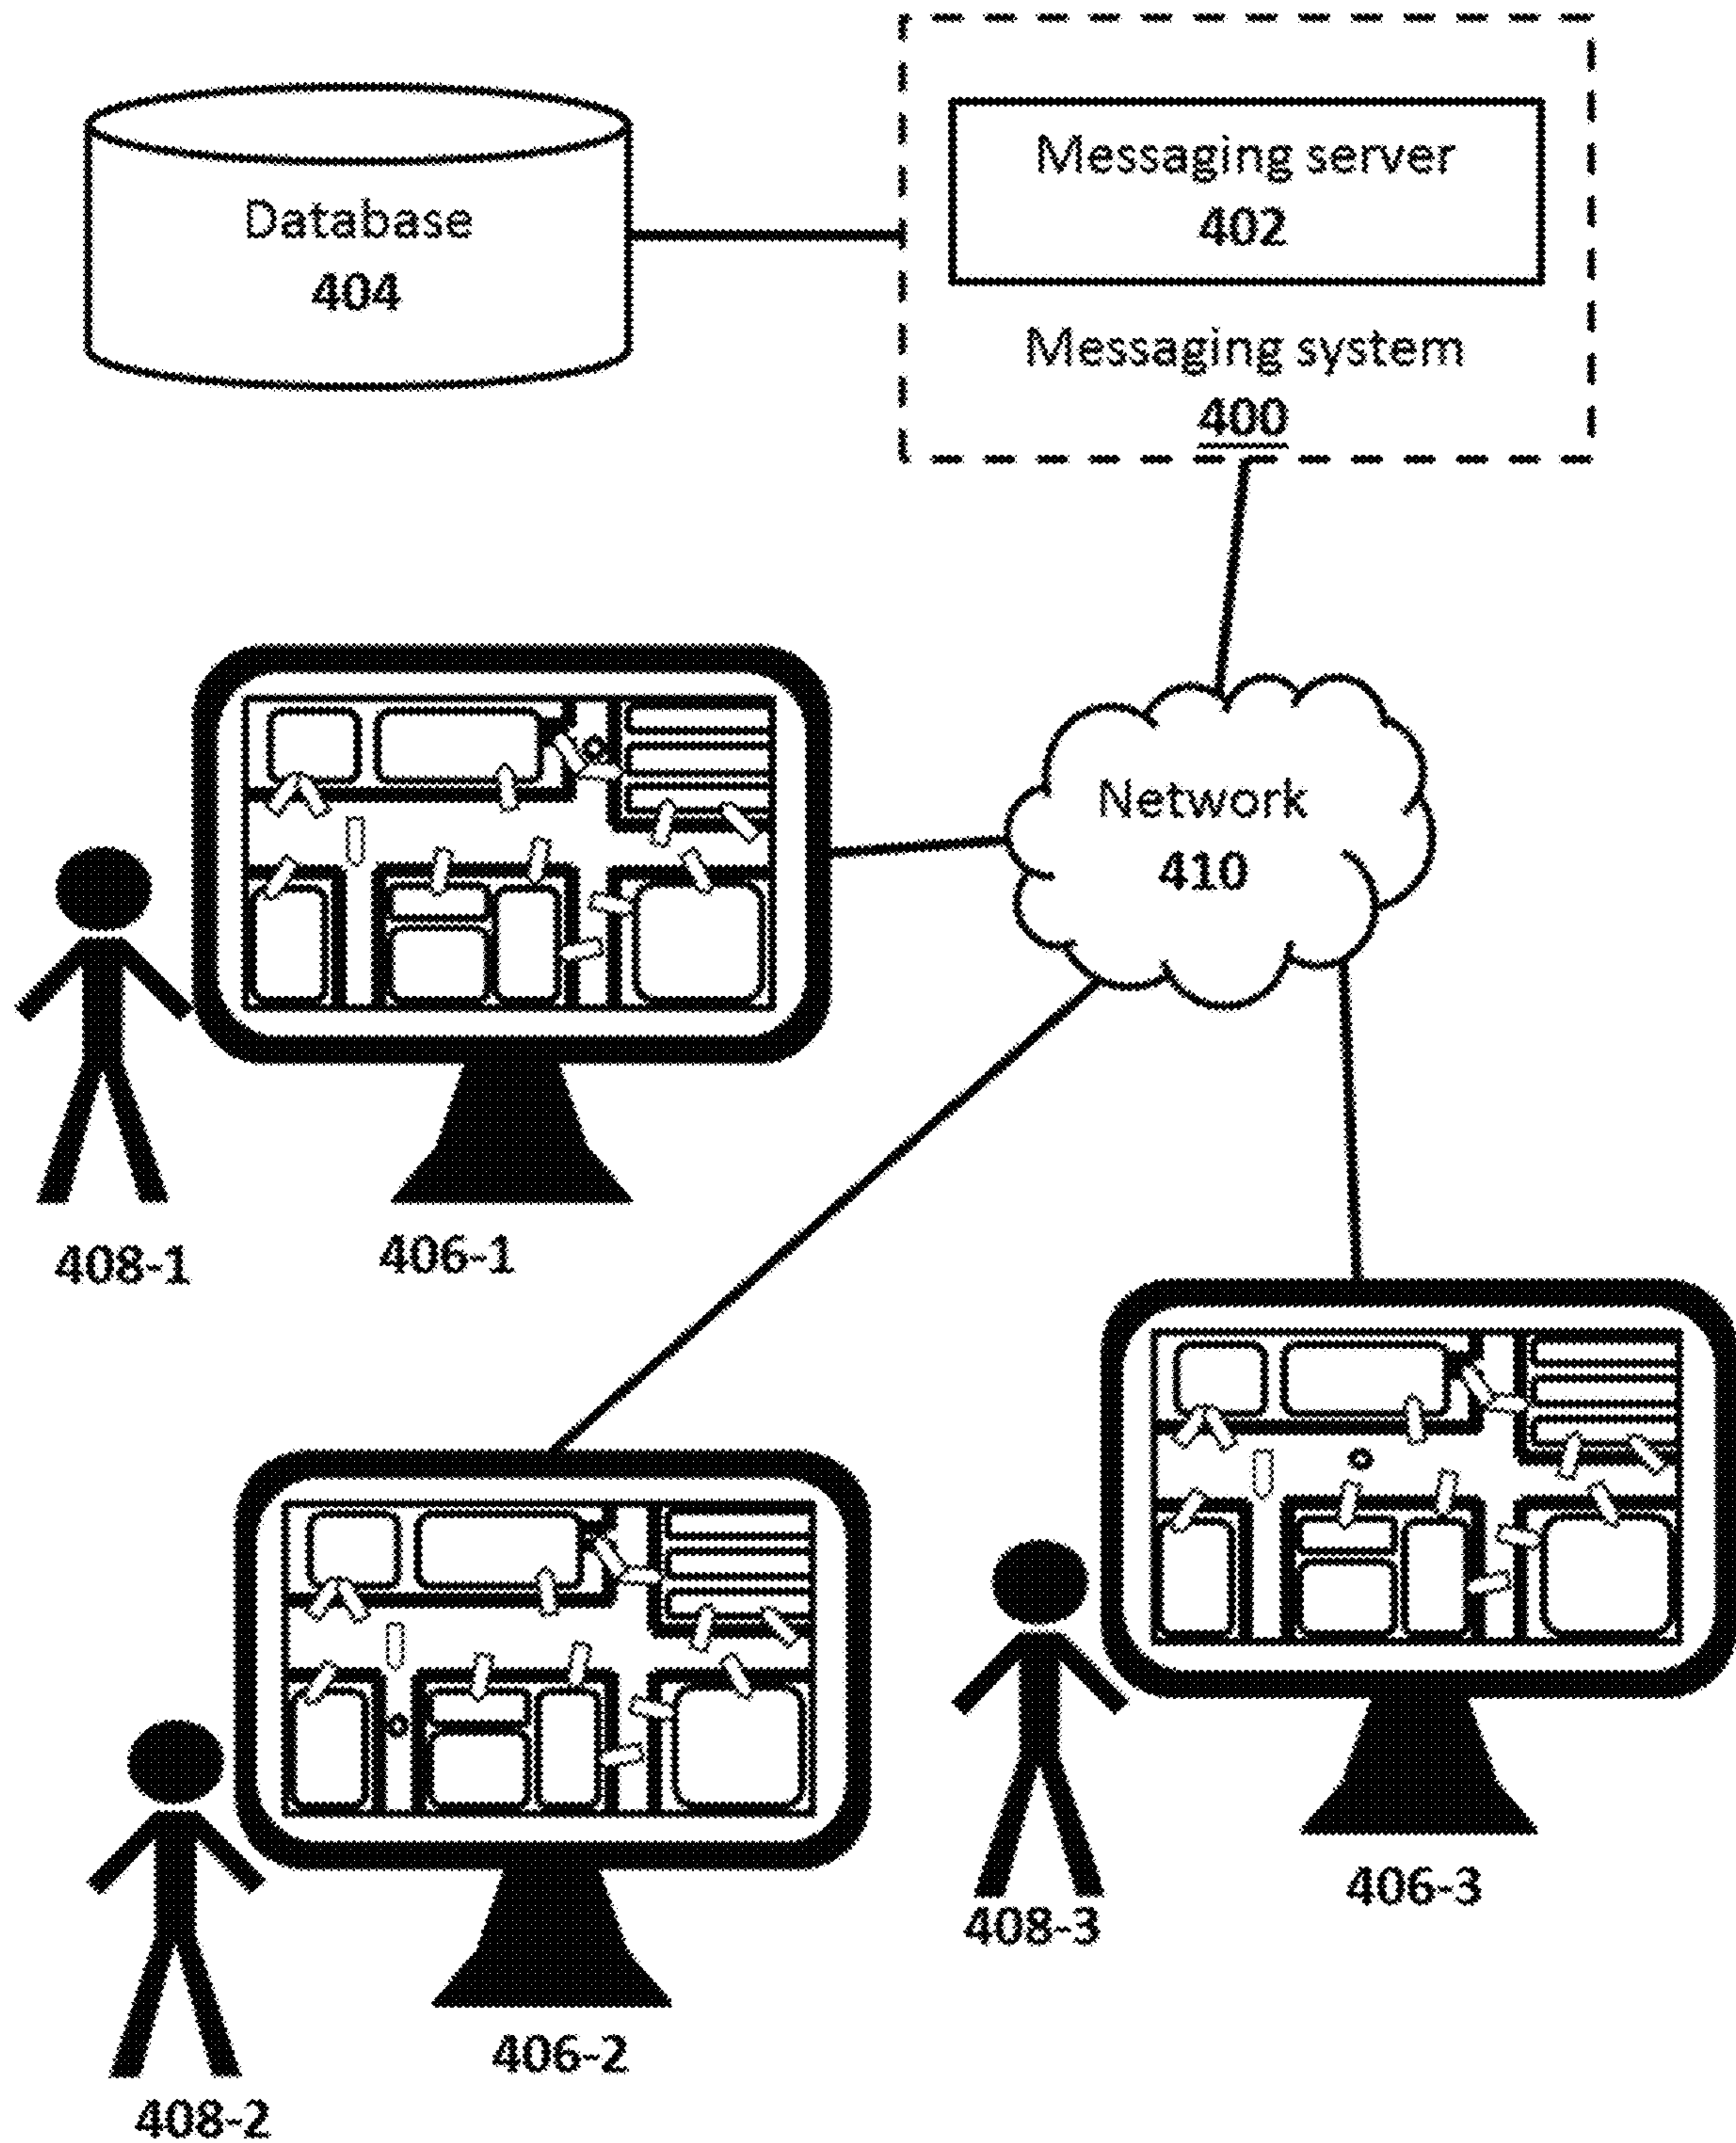 Database
404
Messaging server
402
Messaging system
400
Network
410
408-1
406-1
406-3
408-3
406-2
408-2